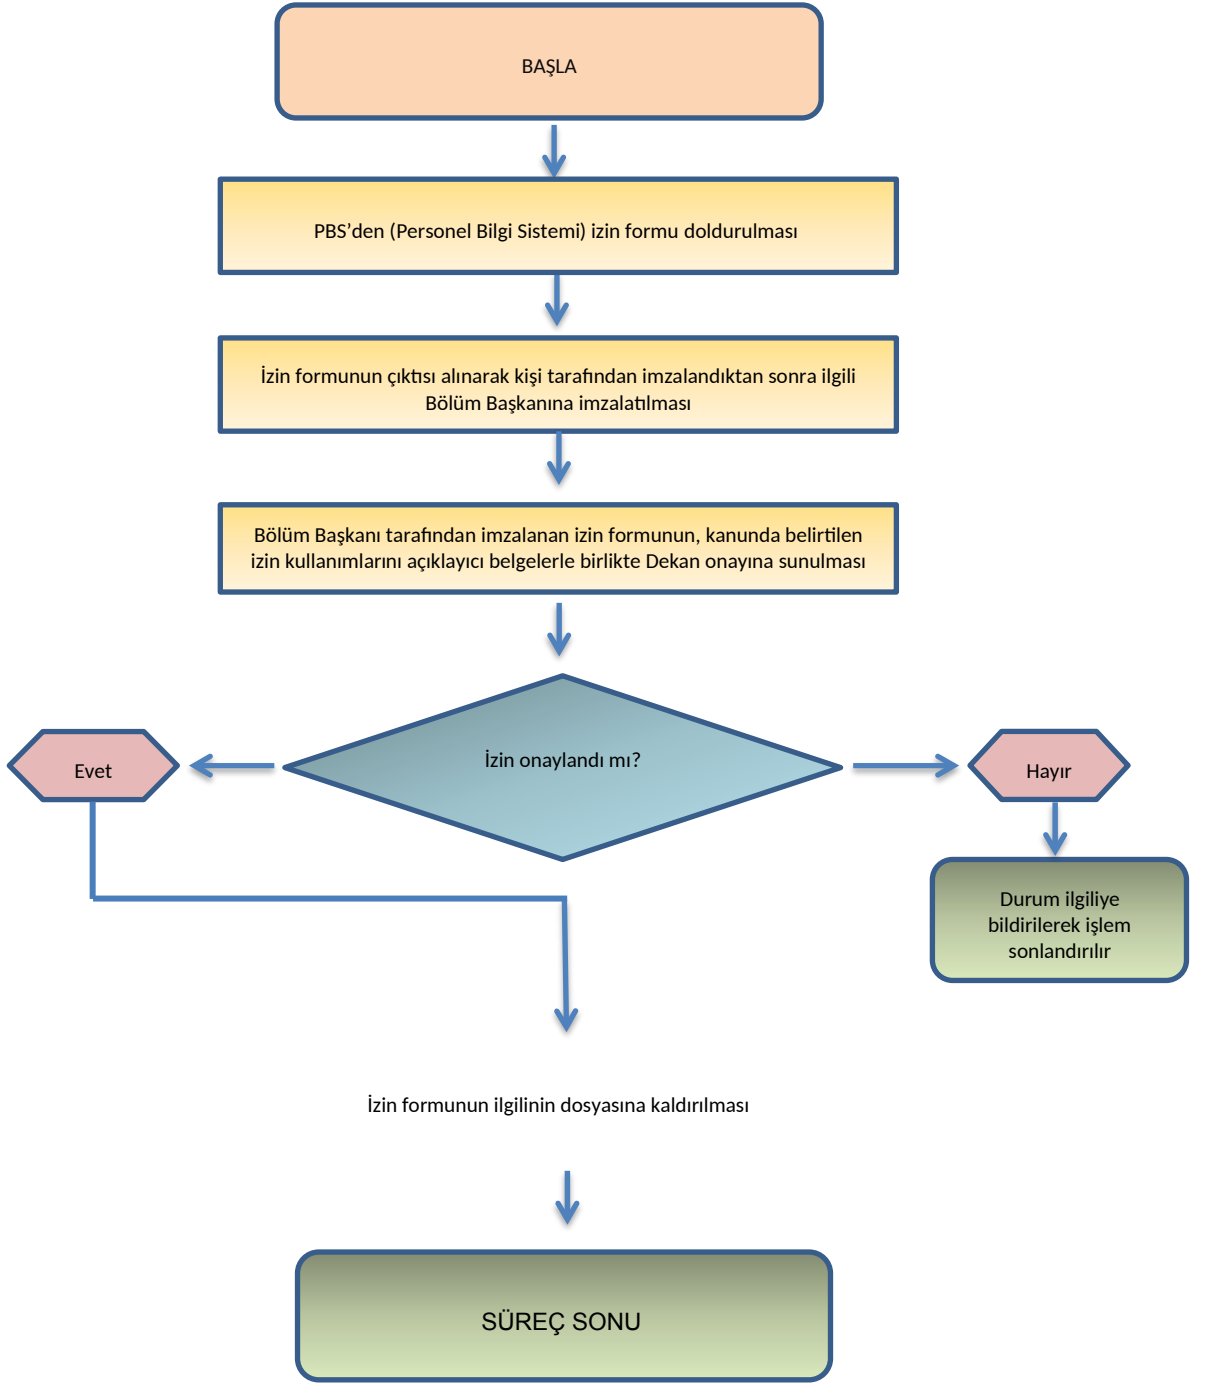 BAŞLA
PBS’den (Personel Bilgi Sistemi) izin formu doldurulması
İzin formunun çıktısı alınarak kişi tarafından imzalandıktan sonra ilgili
Bölüm Başkanına imzalatılması
Bölüm Başkanı tarafından imzalanan izin formunun, kanunda belirtilen
izin kullanımlarını açıklayıcı belgelerle birlikte Dekan onayına sunulması
İzin onaylandı mı?
Evet
Hayır
Durum ilgiliye
bildirilerek işlem
sonlandırılır
İzin formunun ilgilinin dosyasına kaldırılması
SÜREÇ SONU